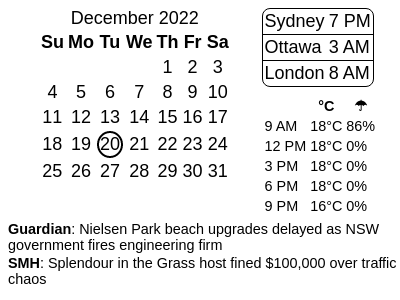 December 2022
Su Mo Tu We Th Fr Sa
1 2 3
4 5 6 7 8 9 10
11 12 13 14 15 16 17
18 19 20 21 22 23 24
25 26 27 28 29 30 31
Sydney 7 PM
Ottawa 3 AM
London 8 AM
°C ☂
9 AM 18°C 86%
12 PM 18°C 0%
3 PM 18°C 0%
6 PM 18°C 0%
9 PM 16°C 0%
Guardian: Nielsen Park beach upgrades delayed as NSW
government fires engineering firm
SMH: Splendour in the Grass host fined $100,000 over traffic
chaos